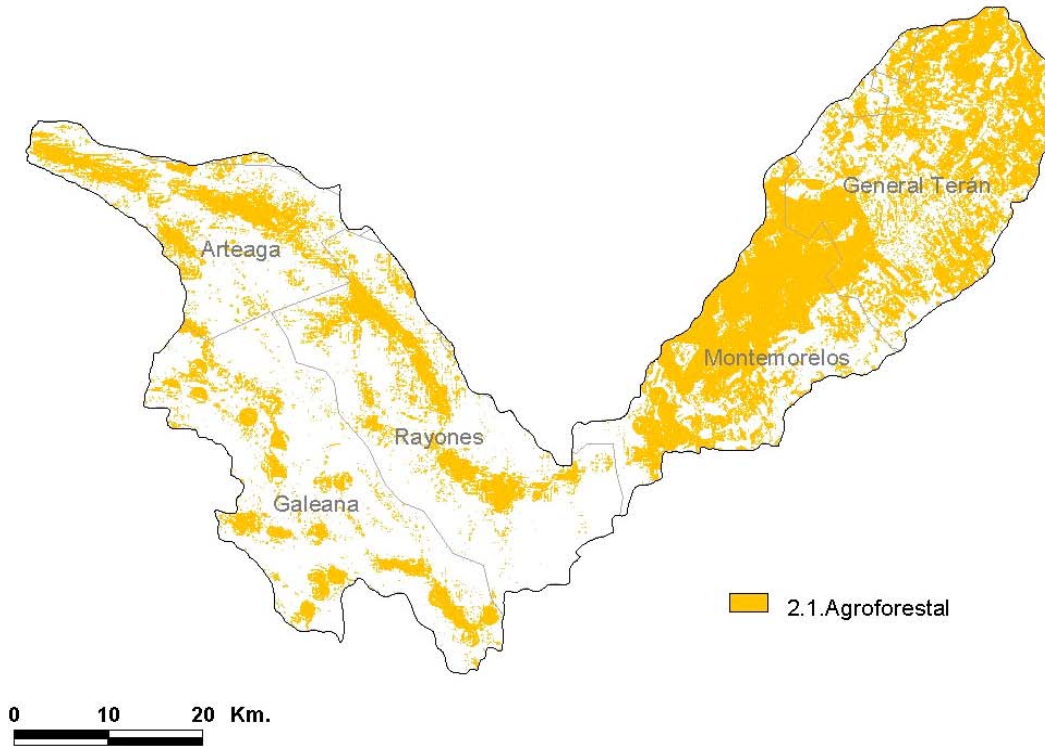 General Terán
Arteaga
Montemorelos
Rayones
Galeana
2.1.Agroforestal
0 10 20 Km.